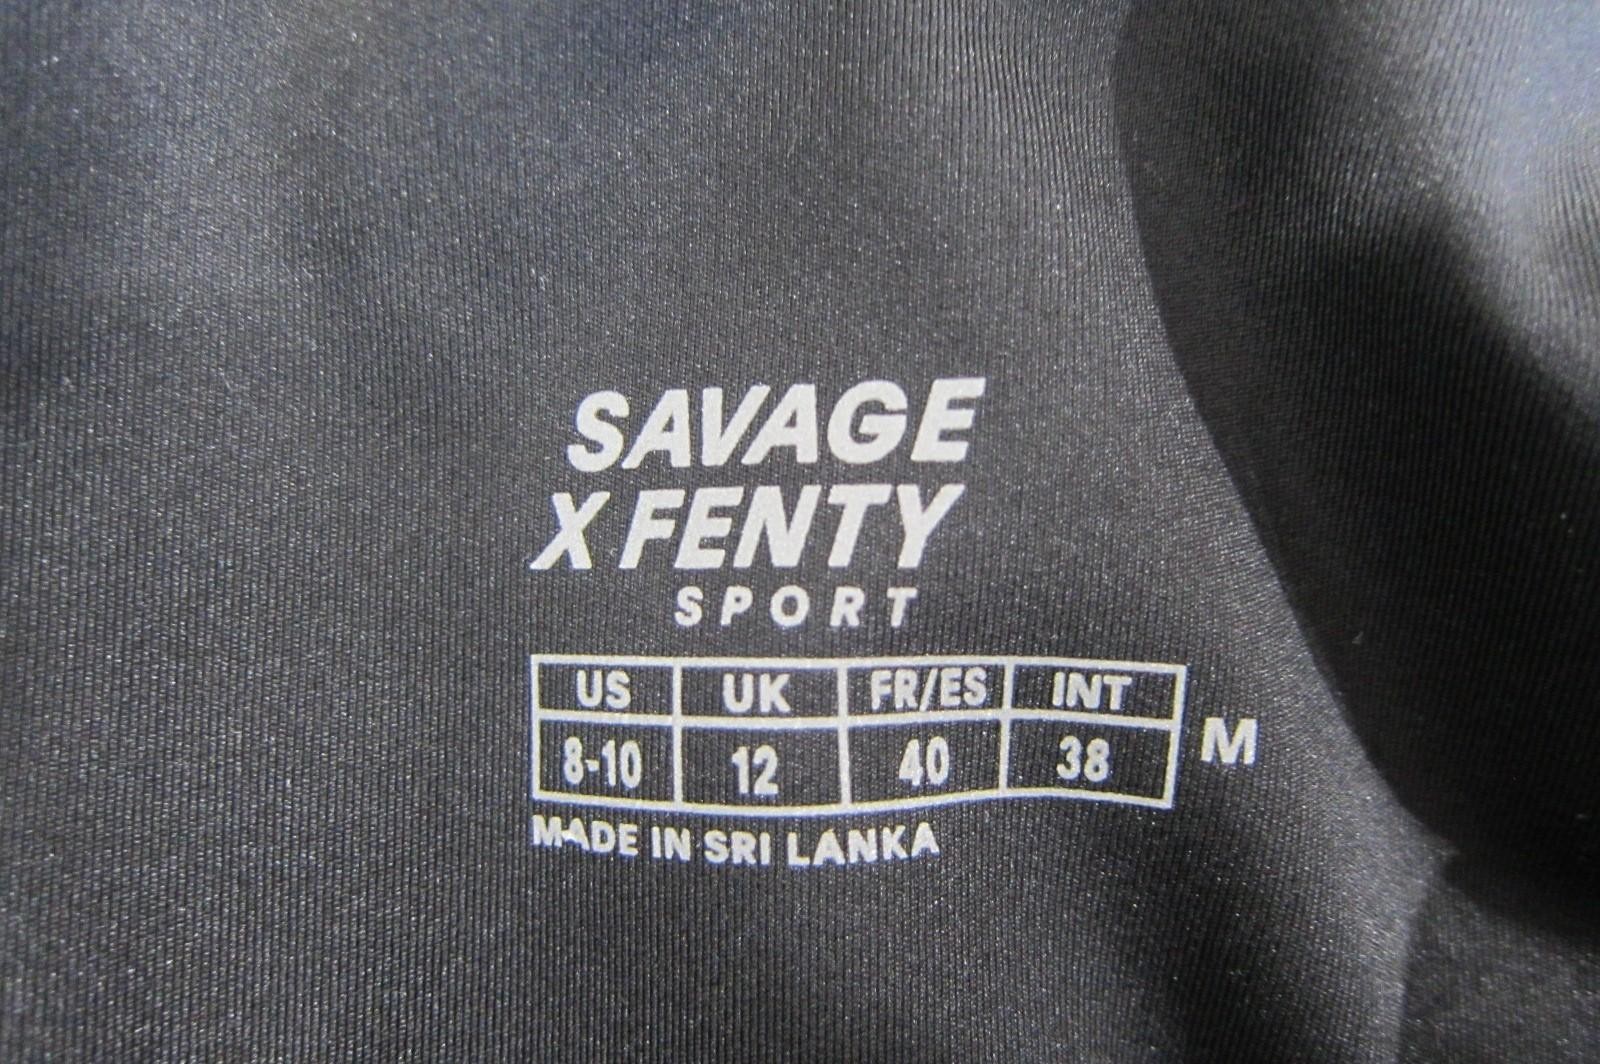 SAVAGE
X FENTY
SPORT
US UK FR/ES INT
8-10 12 40 38 M
MADE IN SRI LANKA